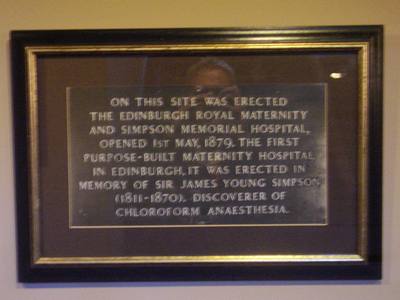 ON THIS SITE WAS ERECTED
THE EDINBURGH ROYAL MATERNITY
AND SIMPSON MEMORIAL HOSPITAL,
OPENED 1ST MAY, 1879. THE FIRST
PURPOSE-BUILT MATERNITY HOSPITAL
IN EDINBURGH, IT WAS ERECTED IN
MEMORY OF SIR JAMES YOUNG SIMPSON
(1811-1870), DISCOVERER OF
CHLOROFORM ANAESTHESIA.